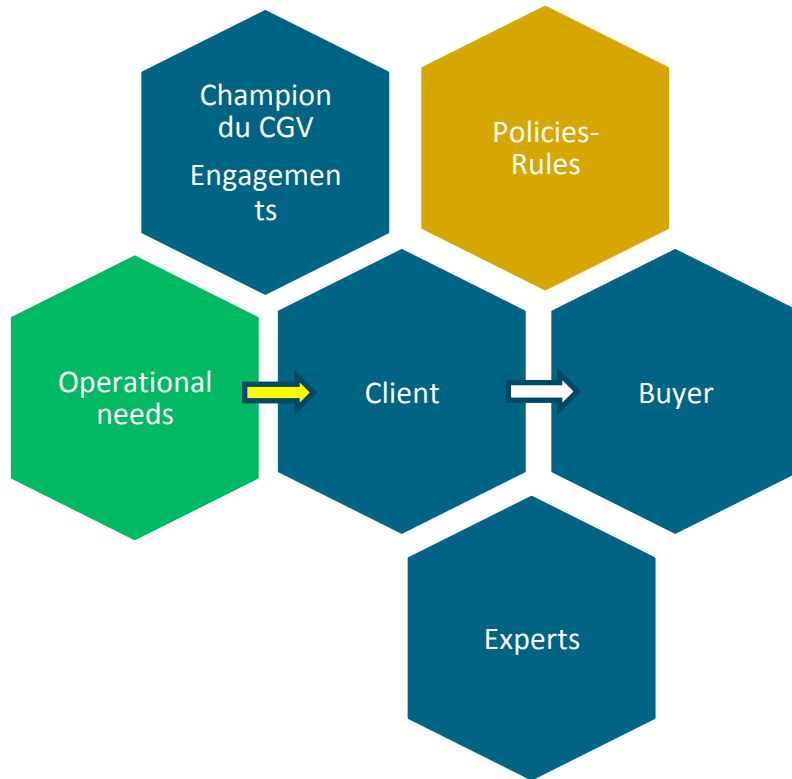 Champion
du CGV
Engagemen
ts
Policies-
Rules
Operational
needs
Client
Buyer
Experts